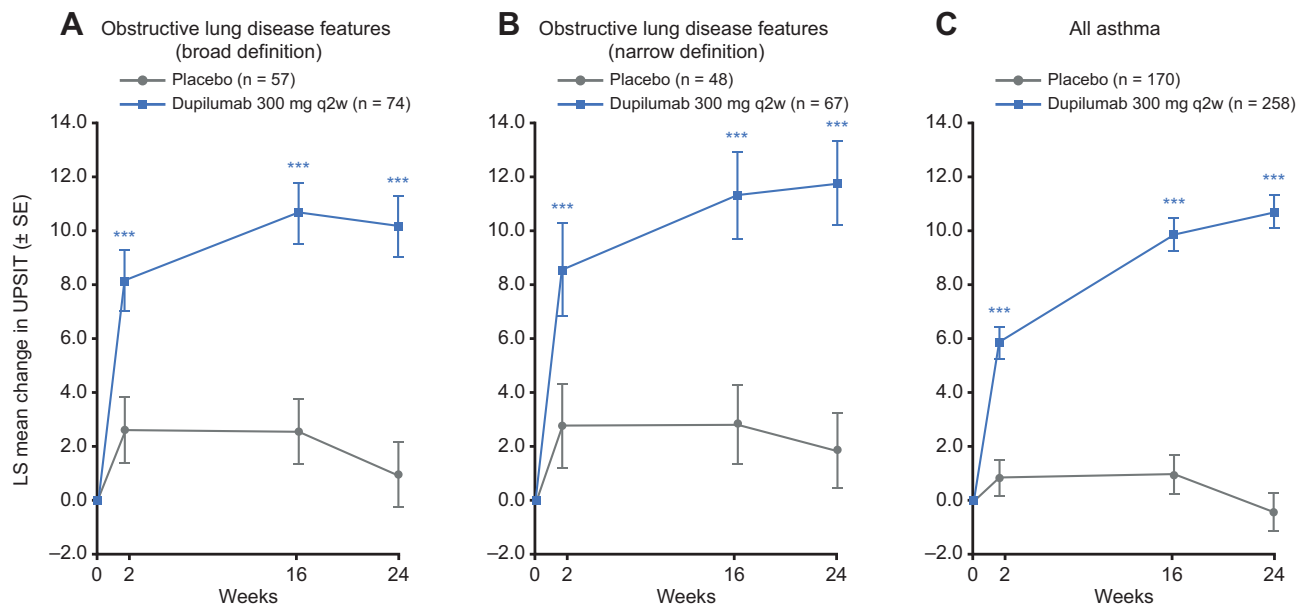 A Obstructive lung disease features
(broad definition)
Placebo (n = 57)
Dupilumab 300 mg q2w (n = 74)
LS mean change in UPSIT (± SE)
14.0
12.0
10.0
8.0
6.0
4.0
2.0
0.0
–2.0
***
***
***
0 2 16 24
Weeks
B Obstructive lung disease features
(narrow definition)
Placebo (n = 48)
Dupilumab 300 mg q2w (n = 67)
14.0
12.0
10.0
8.0
6.0
4.0
2.0
0.0
–2.0
***
***
***
0 2 16 24
Weeks
C All asthma
Placebo (n = 170)
Dupilumab 300 mg q2w (n = 258)
14.0
12.0
10.0
8.0
6.0
4.0
2.0
0.0
–2.0
***
***
***
0 2 16 24
Weeks